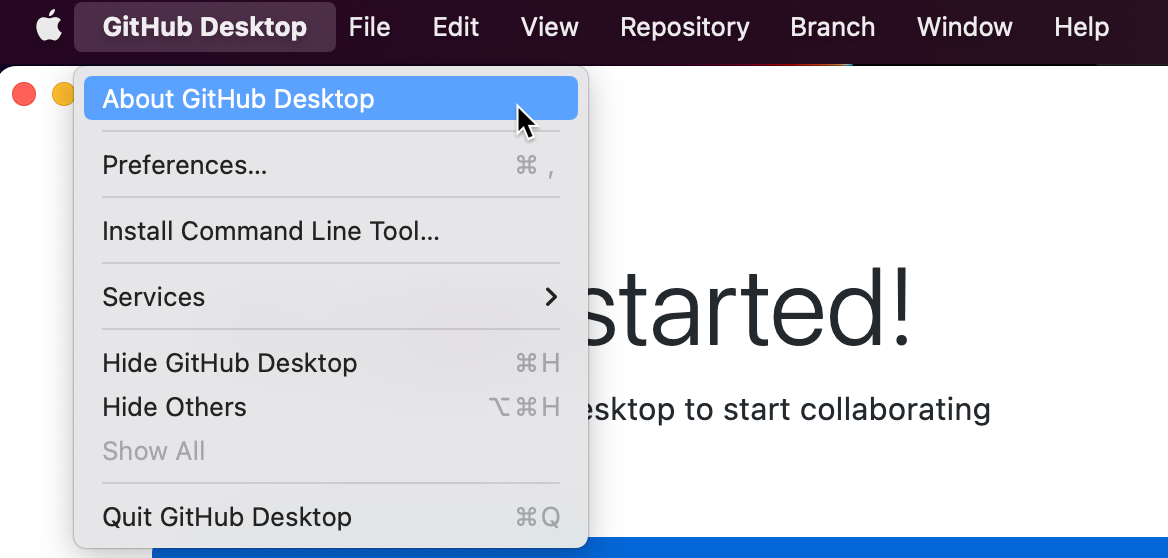 GitHub Desktop File Edit View Repository Branch Window Help
About GitHub Desktop
Preferences... ⌘ ,
Install Command Line Tool...
Services
Hide GitHub Desktop ⌘H
Hide Others ⌥⌘H
Show All
Quit GitHub Desktop ⌘Q
started!
esktop to start collaborating